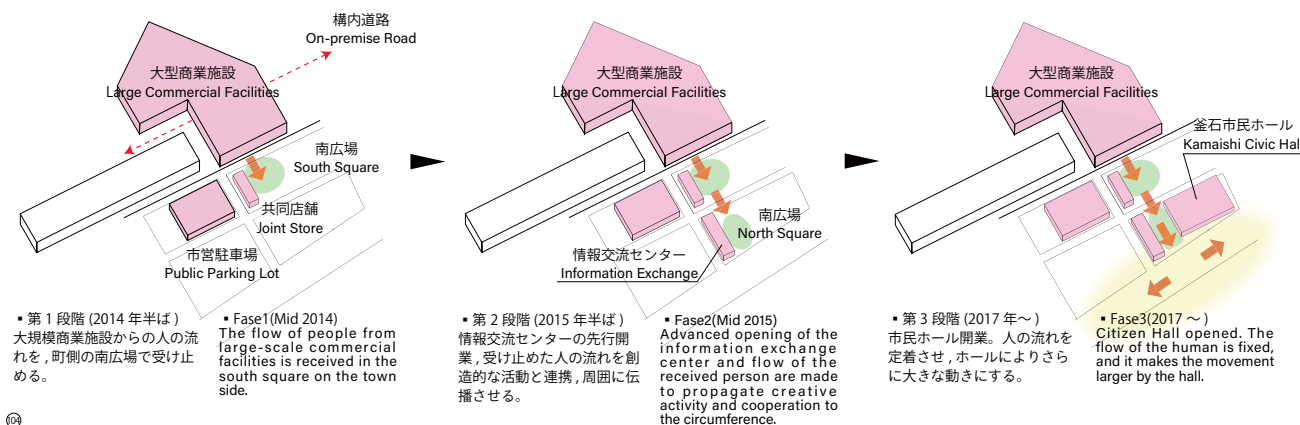 構内道路
On-premise Road
大型商業施設
Large Commercial Facilities
南広場
South Square
共同店舗
Joint Store
市営駐車場
Public Parking Lot
▪ 第 1 段階 (2014 年半ば )
大規模商業施設からの人の流
れを , 町側の南広場で受け止
める。
▪ Fase1(Mid 2014)
The flow of people from
large-scale commercial
facilities is received in the
south square on the town
side.
大型商業施設
Large Commercial Facilities
南広場
North Square
情報交流センター
Information Exchange
▪ 第 2 段階 (2015 年半ば )
情報交流センターの先行開
業 , 受け止めた人の流れを創
造的な活動と連携 , 周囲に伝
播させる。
▪ Fase2(Mid 2015)
Advanced opening of the
information exchange
center and flow of the
received person are made
to propagate creative
activity and cooperation to
the circumference.
大型商業施設
Large Commercial Facilities
釜石市民ホール
Kamaishi Civic Hal
▪ 第 3 段階 (2017 年〜 )
市民ホール開業。人の流れを
定着させ , ホールによりさら
に大きな動きにする。
▪ Fase3(2017 〜 )
Citizen Hall opened. The
flow of the human is fixed,
and it makes the movement
larger by the hall.
104